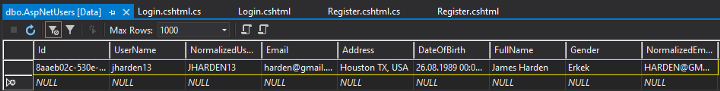 dbo.AspNetUsers [Data] Login.cshtml.cs Login.cshtml Register.cshtml.cs Register.cshtml
Max Rows: 1000
Id UserName NormalizedUs... Email Address DateOfBirth FullName Gender NormalizedEm...
8aaeb02c-530e-... jharden13 JHARDEN13 harden@gmail.... Houston TX, USA 26.08.1989 00:0... James Harden Erkek HARDEN@GM...
NULL NULL NULL NULL NULL NULL NULL NULL NULL